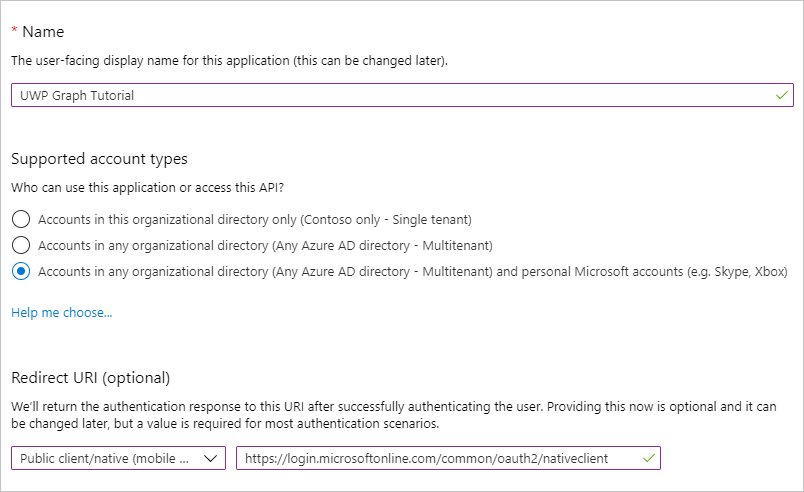 * Name
The user-facing display name for this application (this can be changed later).
UWP Graph Tutorial
Supported account types
Who can use this application or access this API?
Accounts in this organizational directory only (Contoso only - Single tenant)
Accounts in any organizational directory (Any Azure AD directory - Multitenant)
Accounts in any organizational directory (Any Azure AD directory - Multitenant) and personal Microsoft accounts (e.g. Skype, Xbox)
Help me choose...
Redirect URI (optional)
We'll return the authentication response to this URI after successfully authenticating the user. Providing this now is optional and it can
be changed later, but a value is required for most authentication scenarios.
Public client/native (mobile ...
https://login.microsoftonline.com/common/oauth2/nativeclient